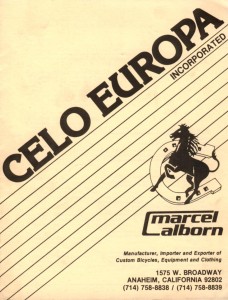 CELO EUROPA
INCORPORATED
marcel
Calborn
Manufacturer, Importer and Exporter of
Custom Bicycles, Equipment and Clothing
1575 W. BROADWAY
ANAHEIM, CALIFORNIA 92802
(714) 758-8838 / (714) 758-8839